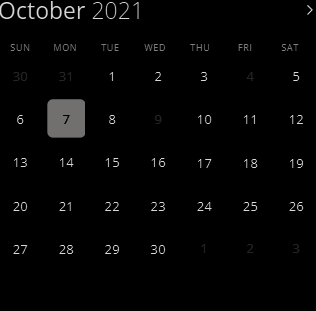 October 2021
SUN MON TUE WED THU FRI SAT
30 31 1 2 3 4 5
6 7 8 9 10 11 12
13 14 15 16 17 18 19
20 21 22 23 24 25 26
27 28 29 30 1 2 3